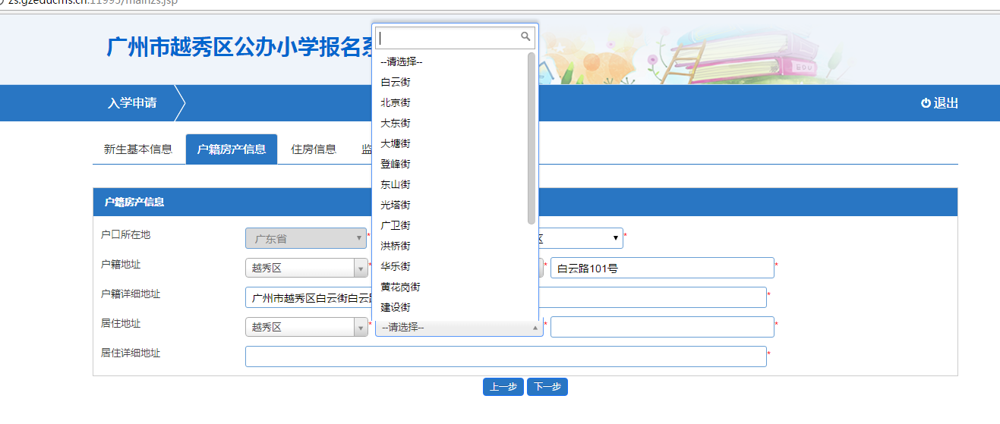 zs.gzeducms.cn:11995/mainzs.jsp
广州市越秀区公办小学报名系
EDU
入学申请
退出
新生基本信息
户籍房产信息
住房信息
监
--请选择--
白云街
北京街
大东街
大塘街
登峰街
东山街
光塔街
广卫街
洪桥街
华乐街
黄花岗街
建设街
户籍房产信息
户口所在地
广东省
*
区
*
户籍地址
越秀区
*
*
白云路101号
*
户籍详细地址
广州市越秀区白云街白云路
*
居住地址
越秀区
*
--请选择--
*
*
居住详细地址
*
上一步
下一步